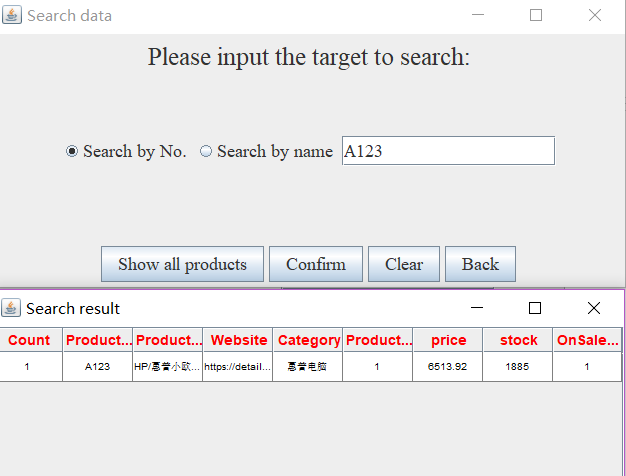 Search data
Please input the target to search:
Search by No. Search by name A123
Show all products Confirm Clear Back
Search result
Count Product... Product... Website Category Product... price stock OnSale...
1 A123 HP/惠普小欧... https://detail... 惠普电脑 1 6513.92 1885 1